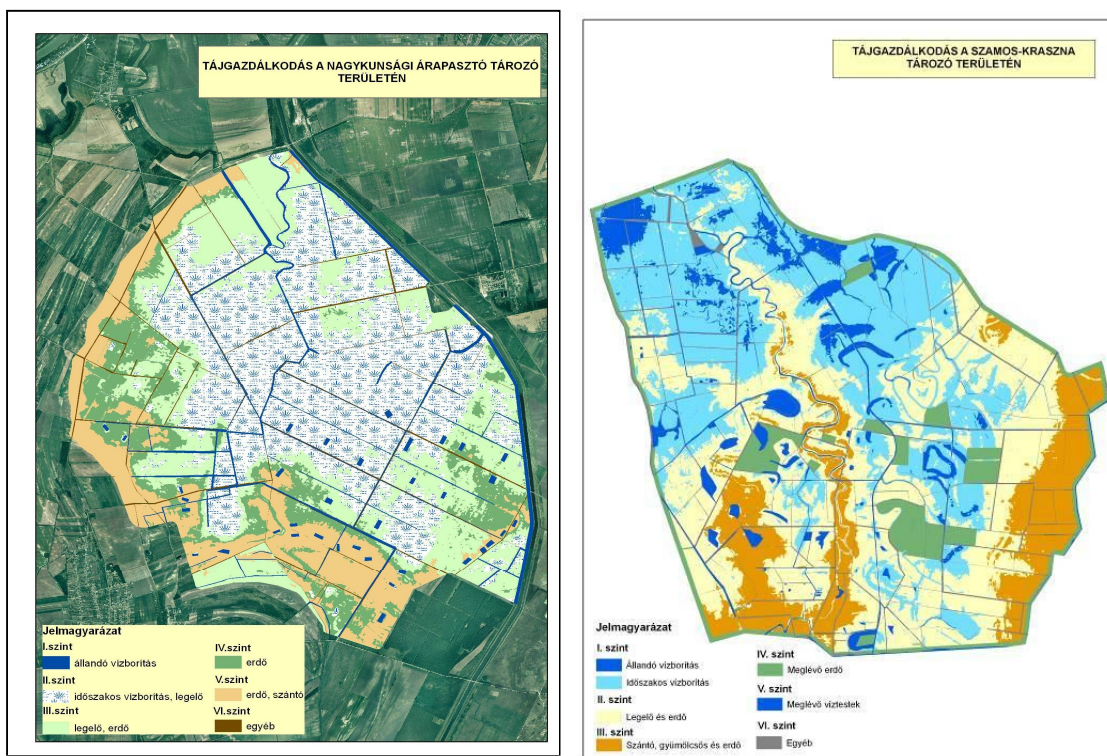 TÁJGAZDÁLKODÁS A NAGYKUNSÁGI ÁRAPASZTÓ TÁROZÓ
TERÜLETÉN
Jelmagyarázat
I.szint
állandó vízborítás
II.szint
időszakos vízborítás, legelő
III.szint
legelő, erdő
IV.szint
erdő
V.szint
erdő, szántó
VI.szint
egyéb
TÁJGAZDÁLKODÁS A SZAMOS-KRASZNA
TÁROZÓ TERÜLETÉN
Jelmagyarázat
I. szint
Állandó vízborítás
Időszakos vízborítás
II. szint
Legelő és erdő
III. szint
Szántó, gyümölcsös és erdő
IV. szint
Meglévő erdő
V. szint
Meglévő víztestek
VI. szint
Egyéb